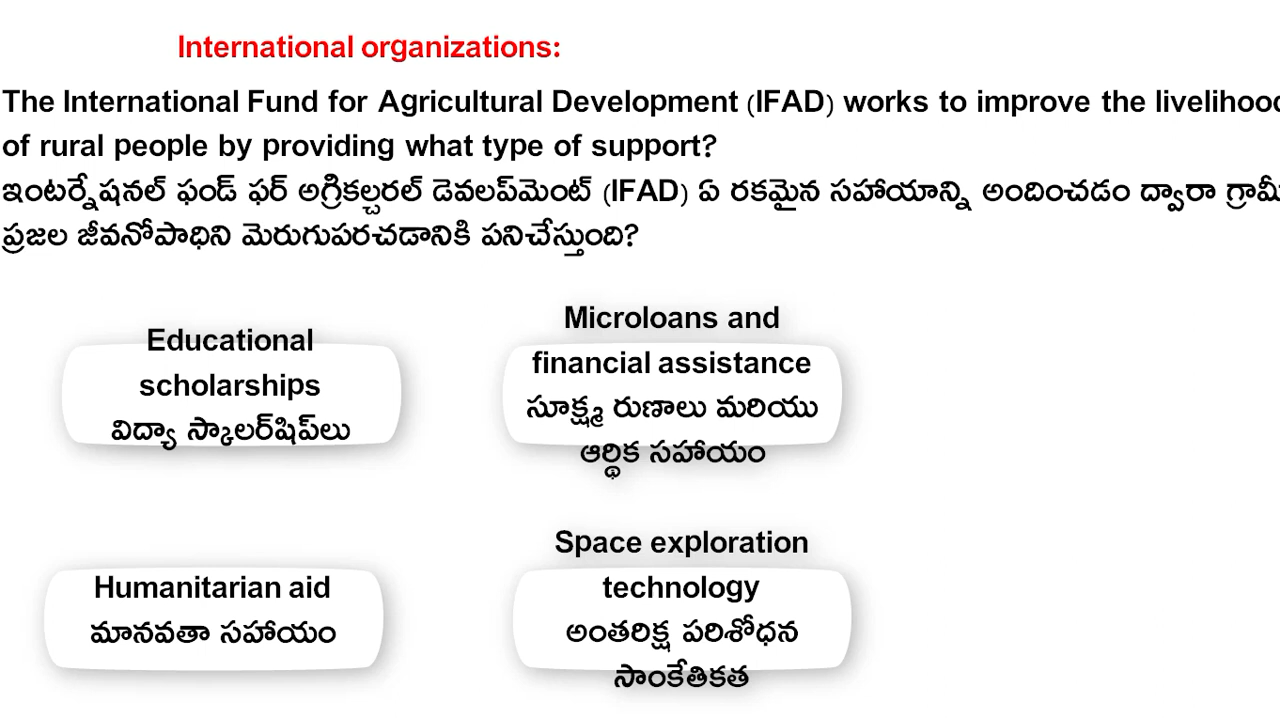 International organizations:
The International Fund for Agricultural Development (IFAD) works to improve the livelihood
of rural people by providing what type of support?
ఇంటర్నేషనల్ ఫండ్ ఫర్ అగ్రికల్చరల్ డెవలప్‌మెంట్ (IFAD) ఏ రకమైన సహాయాన్ని అందించడం ద్వారా
ప్రజల జీవనోపాధిని మెరుగుపరచడానికి పనిచేస్తుంది?
Educational
scholarships
విద్యా స్కాలర్‌షిప్‌లు
Microloans and
financial assistance
సూక్ష్మ రుణాలు మరియు
ఆర్థిక సహాయం
Humanitarian aid
మానవతా సహాయం
Space exploration
technology
అంతరిక్ష పరిశోధన
సాంకేతికత